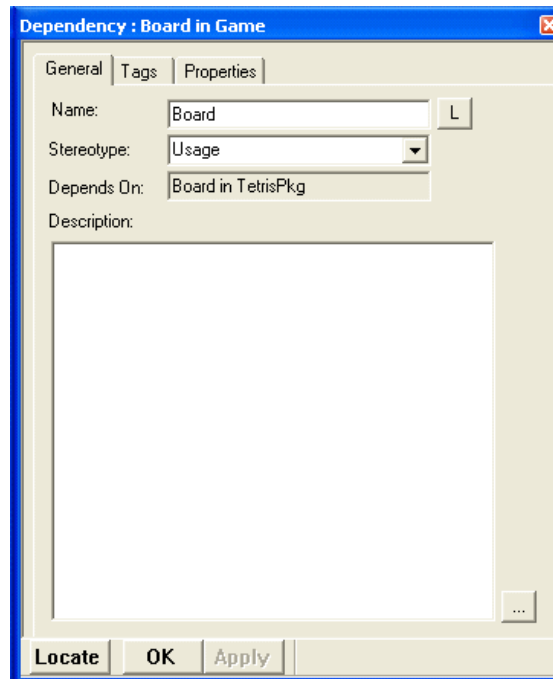 Dependency : Board in Game
General Tags Properties
Name: Board L
Stereotype: Usage
Depends On: Board in TetrisPkg
Description:
...
Locate OK Apply